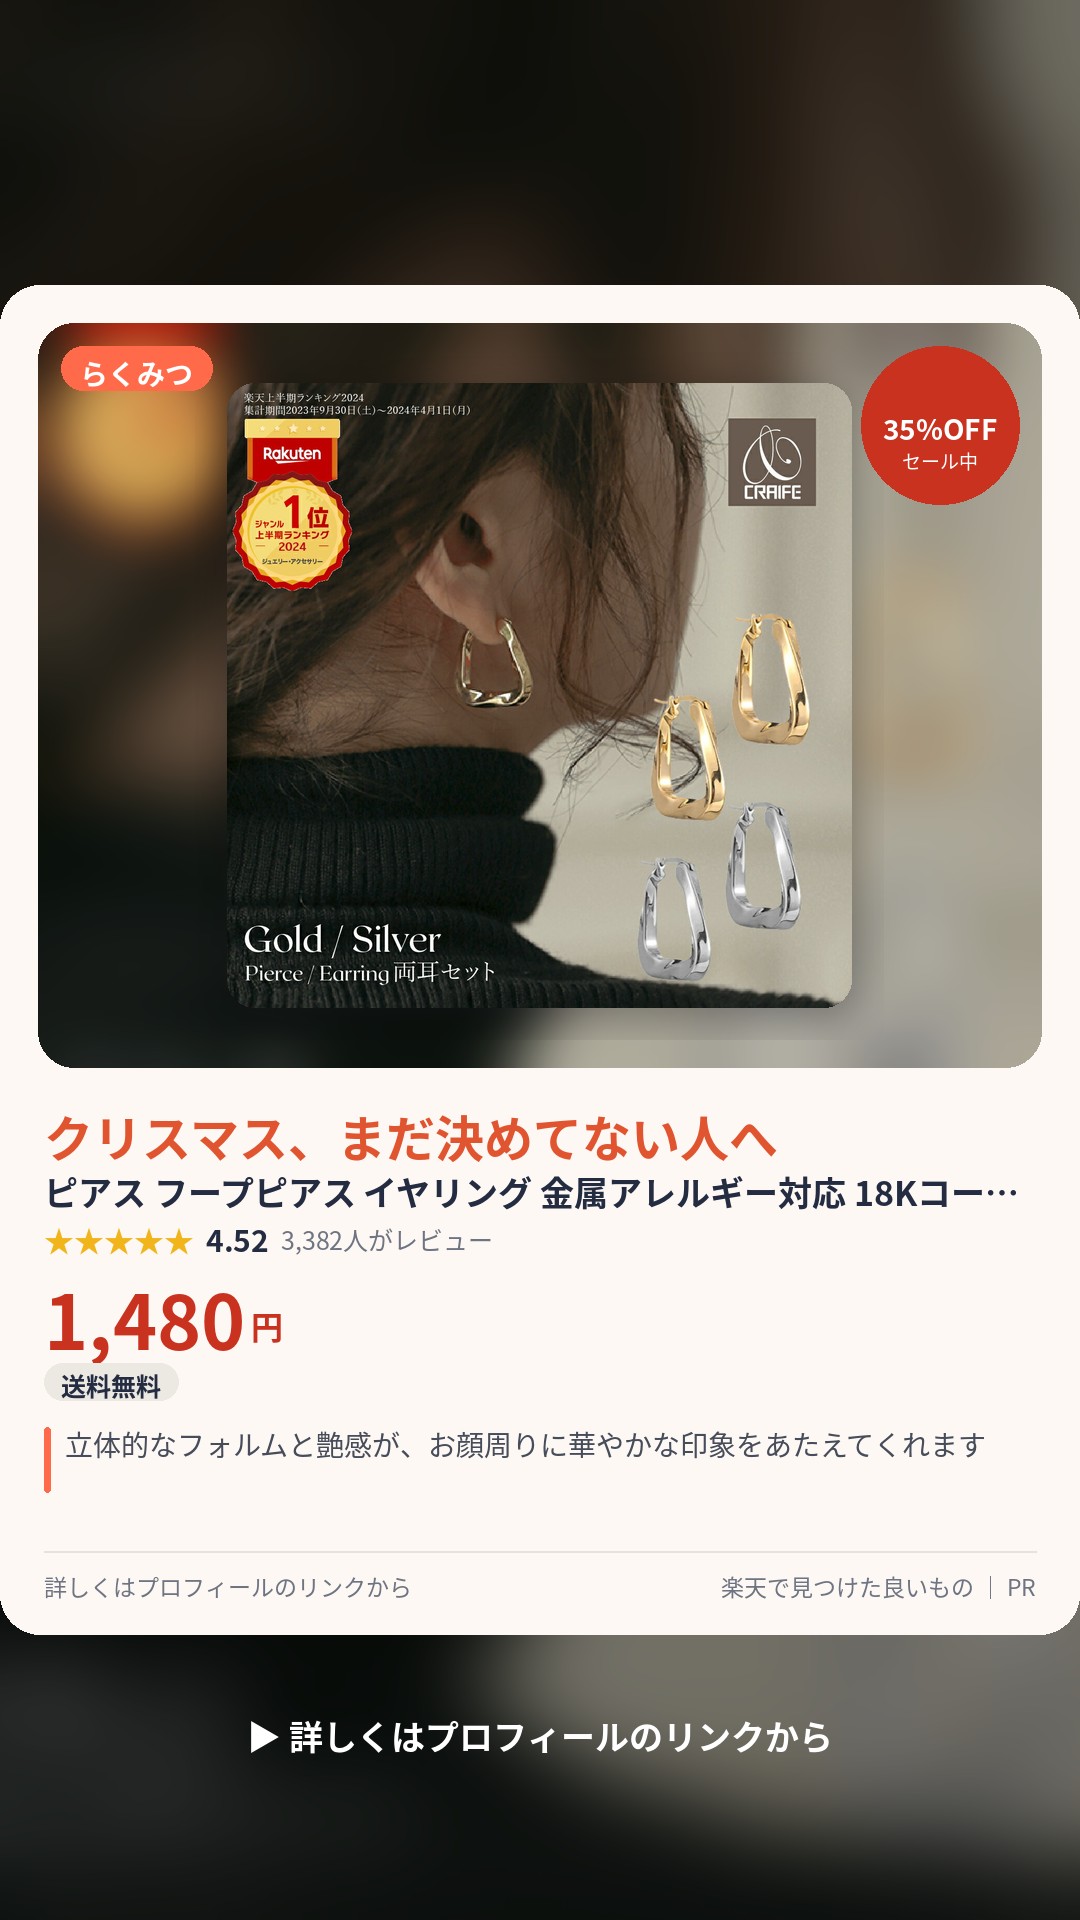 らくみつ
35%OFF
セール中
楽天上半期ランキング2024
集計期間2023年9月30日(土)～2024年4月1日(月)
Rakuten
ジャンル1位
上半期ランキング
2024
ジュエリー・アクセサリー
CRAIFE
Gold / Silver
Pierce / Earring 両耳セット
クリスマス、まだ決めてない人へ
ピアス フープピアス イヤリング 金属アレルギー対応 18Kコー…
★★★★★ 4.52 3,382人がレビュー
1,480円
送料無料
立体的なフォルムと艶感が、お顔周りに華やかな印象をあたえてくれます
詳しくはプロフィールのリンクから
楽天で見つけた良いもの｜PR
▶ 詳しくはプロフィールのリンクから